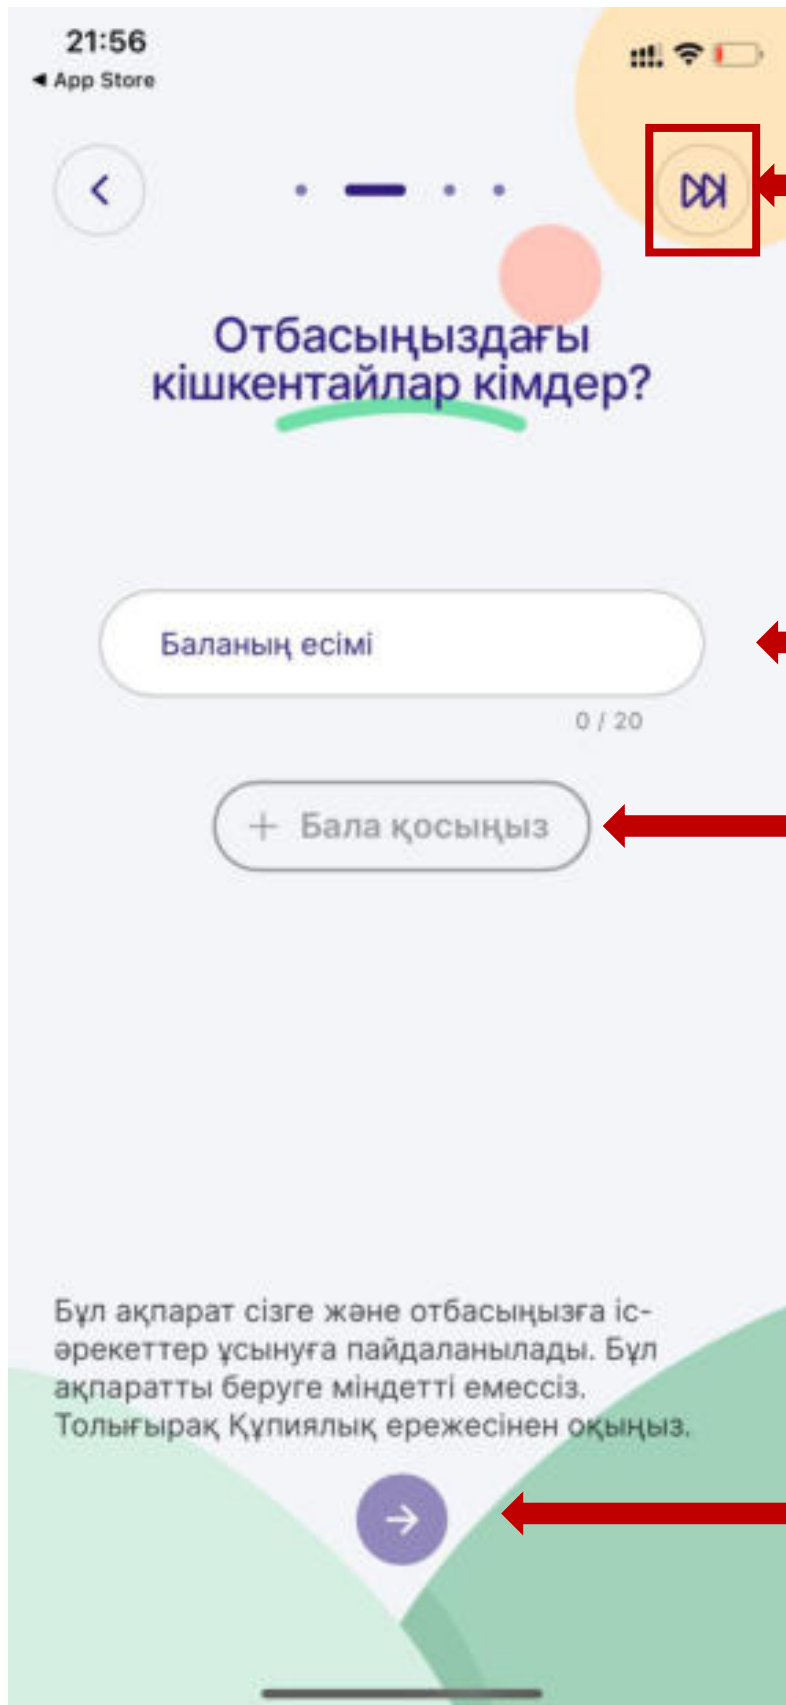 21:56
◀ App Store
Отбасыңыздағы
кішкентайлар кімдер?
Баланың есімі
0 / 20
+ Бала қосыңыз
Бұл ақпарат сізге және отбасыңызға іс-
әрекеттер ұсынуға пайдаланылады. Бұл
ақпаратты беруге міндетті емессіз.
Толығырақ Құпиялық ережесінен оқыңыз.